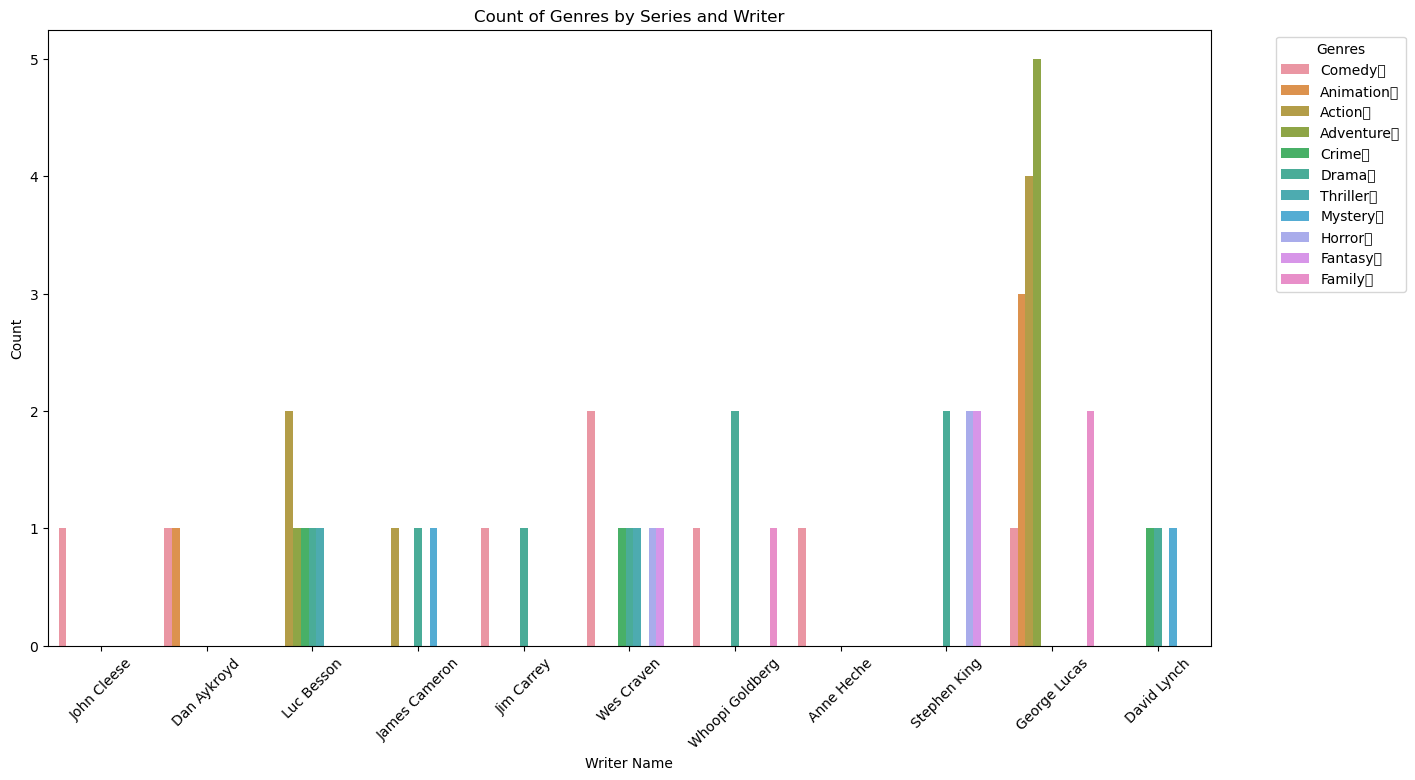 Count of Genres by Series and Writer
Genres
Comedy
Animation
Action
Adventure
Crime
Drama
Thriller
Mystery
Horror
Fantasy
Family
Count
5
4
3
2
1
0
John Cleese
Dan Aykroyd
Luc Besson
James Cameron
Jim Carrey
Wes Craven
Whoopi Goldberg
Anne Heche
Stephen King
George Lucas
David Lynch
Writer Name